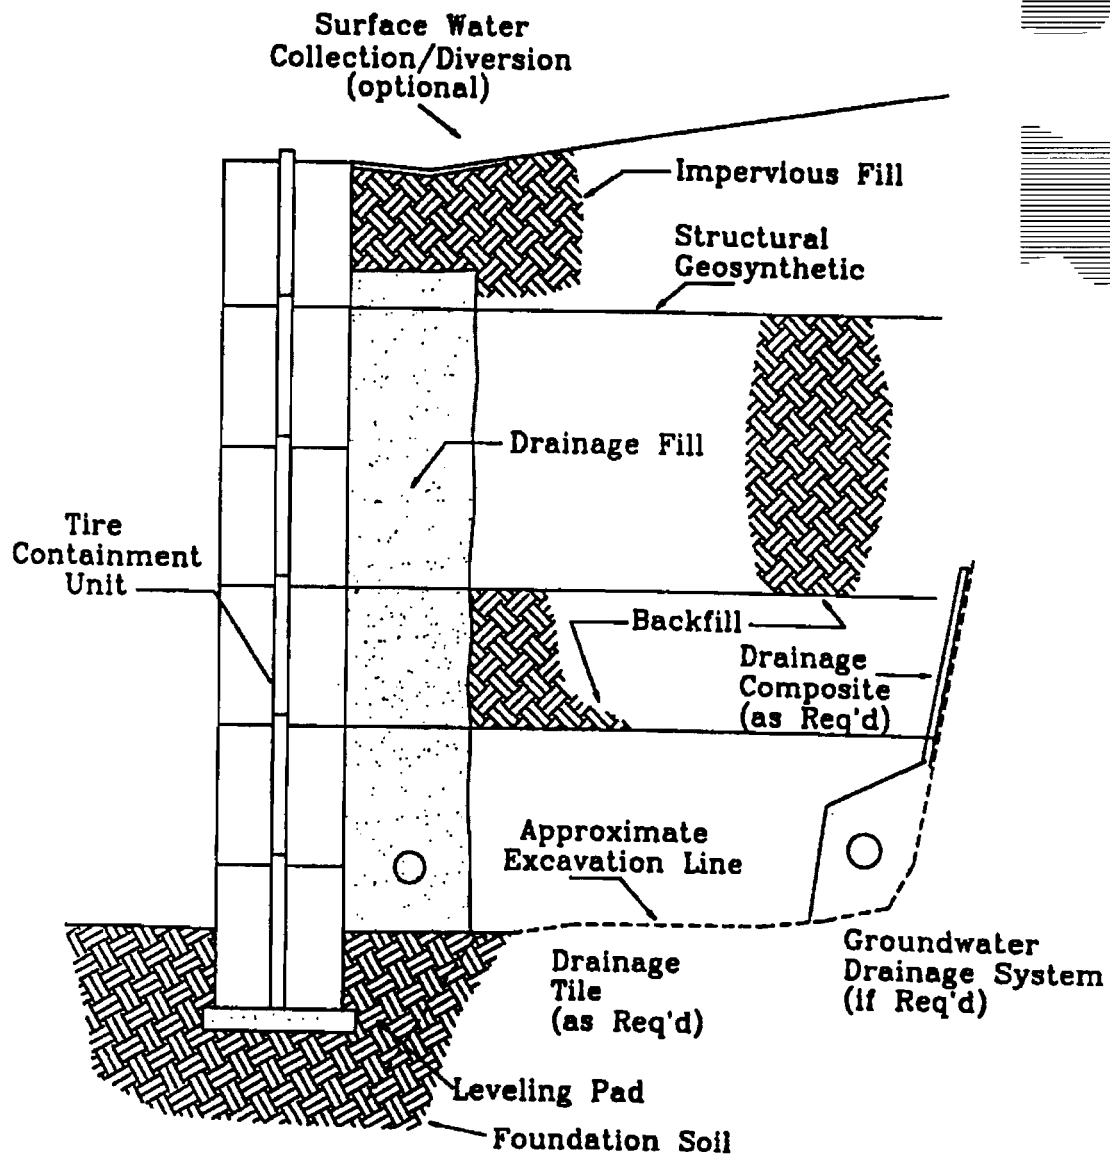 Surface Water
Collection/Diversion
(optional)
Impervious Fill
Structural
Geosynthetic
Drainage Fill
Tire
Containment
Unit
Backfill
Drainage
Composite
(as Req'd)
Approximate
Excavation Line
Drainage
Tile
(as Req'd)
Groundwater
Drainage System
(if Req'd)
Leveling Pad
Foundation Soil